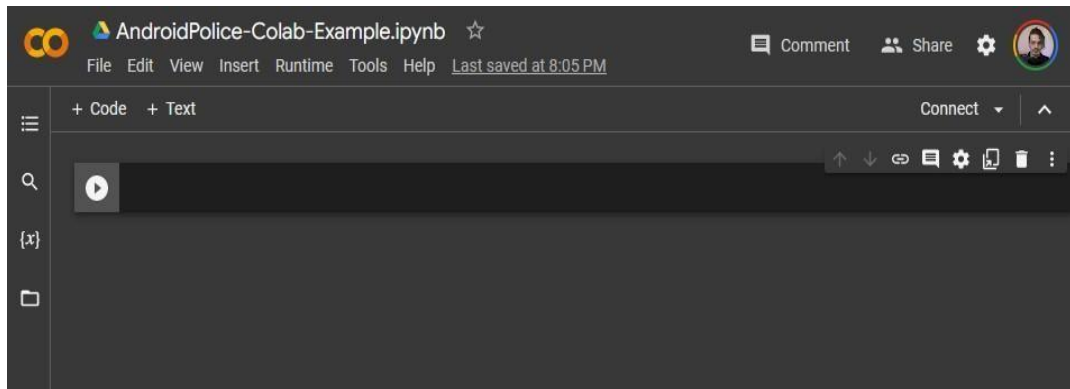 AndroidPolice-Colab-Example.ipynb
Comment Share
File Edit View Insert Runtime Tools Help Last saved at 8:05 PM
+ Code + Text Connect
{x}